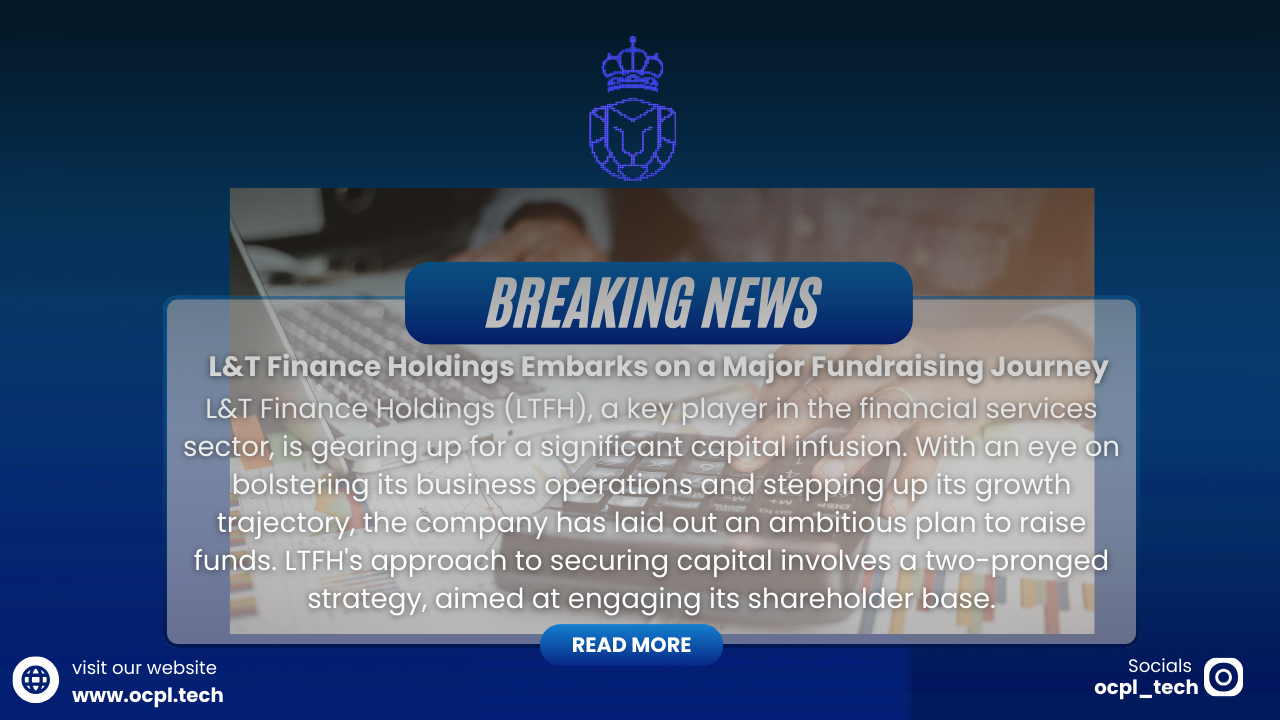 BREAKING NEWS
L&T Finance Holdings Embarks on a Major Fundraising Journey
L&T Finance Holdings (LTFH), a key player in the financial services
sector, is gearing up for a significant capital infusion. With an eye on
bolstering its business operations and stepping up its growth
trajectory, the company has laid out an ambitious plan to raise
funds. LTFH's approach to securing capital involves a two-pronged
strategy, aimed at engaging its shareholder base.
READ MORE
visit our website
www.ocpl.tech
Socials
ocpl_tech